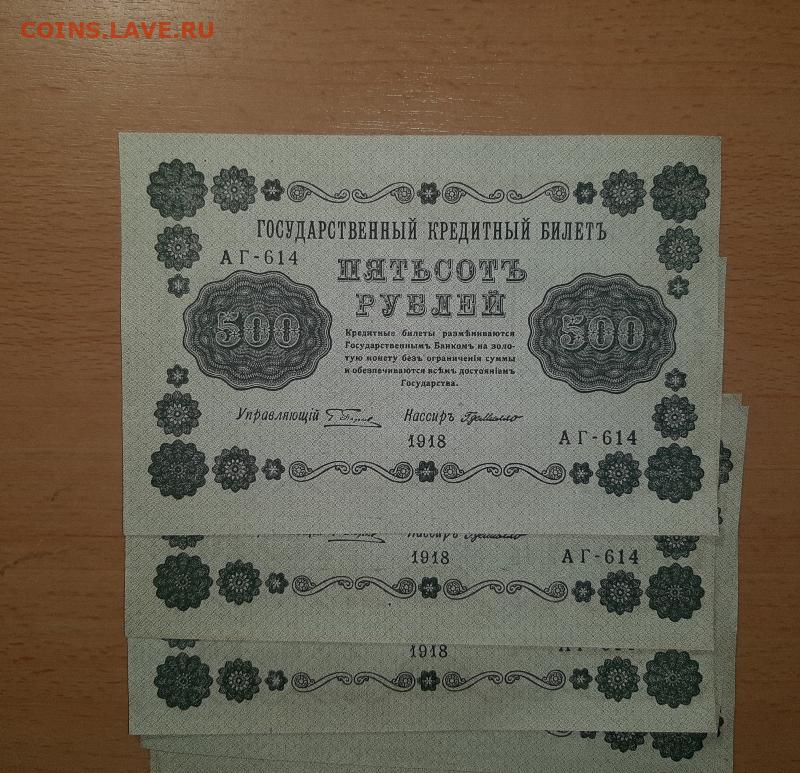 COINS.LAVE.RU
ГОСУДАРСТВЕННЫЙ КРЕДИТНЫЙ БИЛЕТЪ
АГ-614
ПЯТЬСОТЪ
РУБЛЕЙ
500
500
Кредитные билеты размѣниваются
Государственнымъ Банкомъ на золо-
тую монету безъ ограниченія суммы
и обезпечиваются всѣмъ достояніемъ
Государства.
Управляющій
Кассиръ
1918
АГ-614
Кассиръ
1918
АГ-614
1918